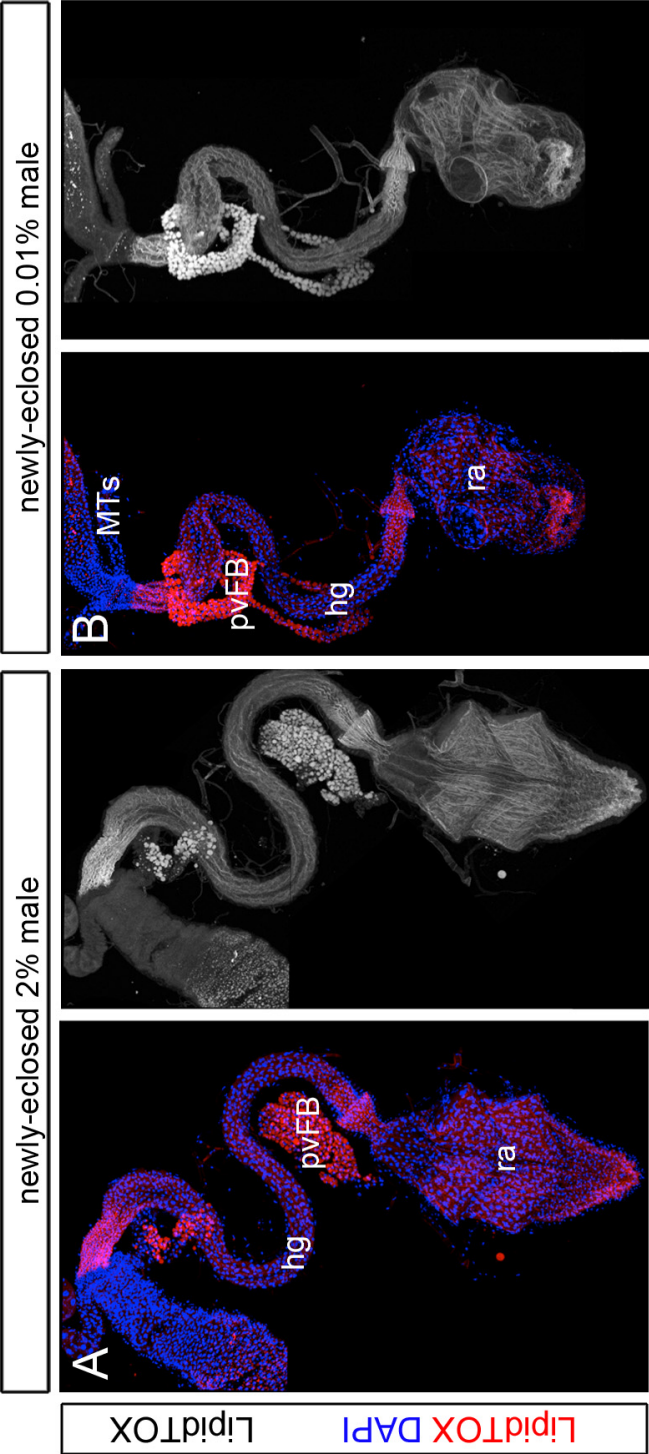 newly-eclosed 2% male
newly-eclosed 0.01% male
LipidTOX
LipidTOX DAPI
A
hg
pvFB
ra
B
MTs
pvFB
hg
ra